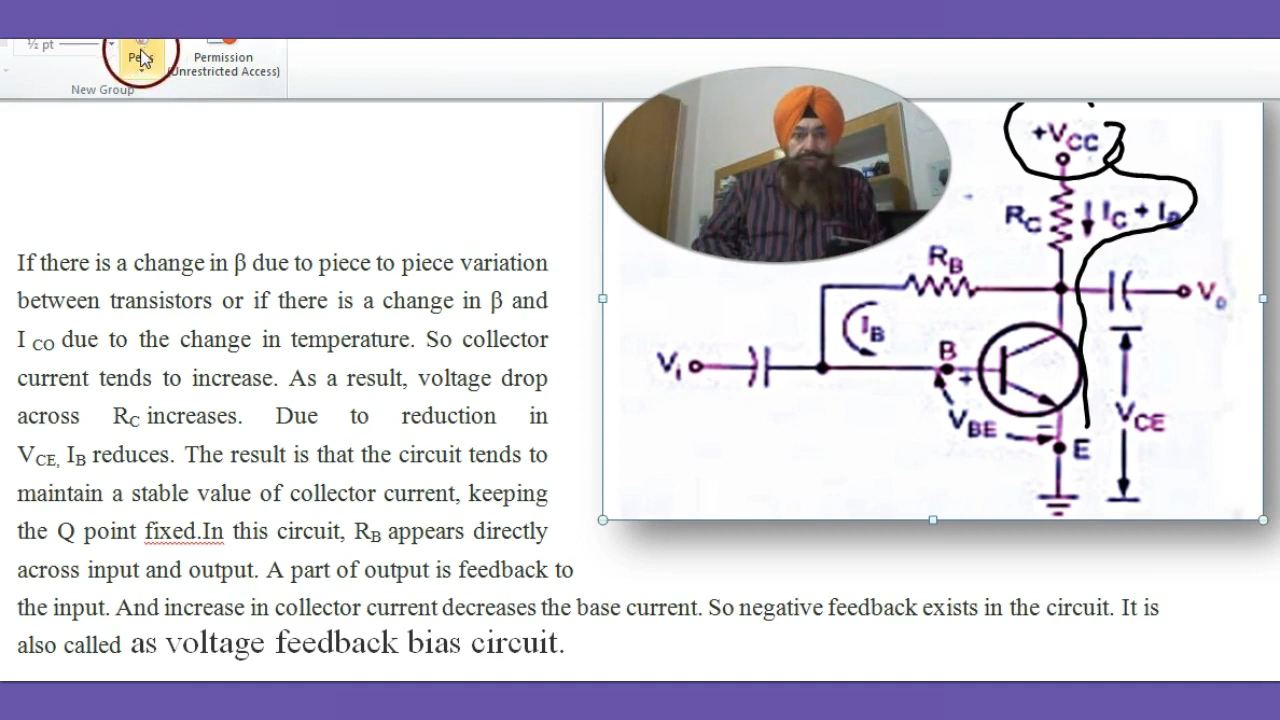 ½ pt
Pens
Permission
(Unrestricted Access)
New Group
If there is a change in β due to piece to piece variation
between transistors or if there is a change in β and
I CO due to the change in temperature. So collector
current tends to increase. As a result, voltage drop
across RC increases. Due to reduction in
VCE, IB reduces. The result is that the circuit tends to
maintain a stable value of collector current, keeping
the Q point fixed.In this circuit, RB appears directly
across input and output. A part of output is feedback to
the input. And increase in collector current decreases the base current. So negative feedback exists in the circuit. It is
also called as voltage feedback bias circuit.
+VCC
RC
IC + IB
RB
Vo
IB
B
Vi
+
VCE
VBE
−
E